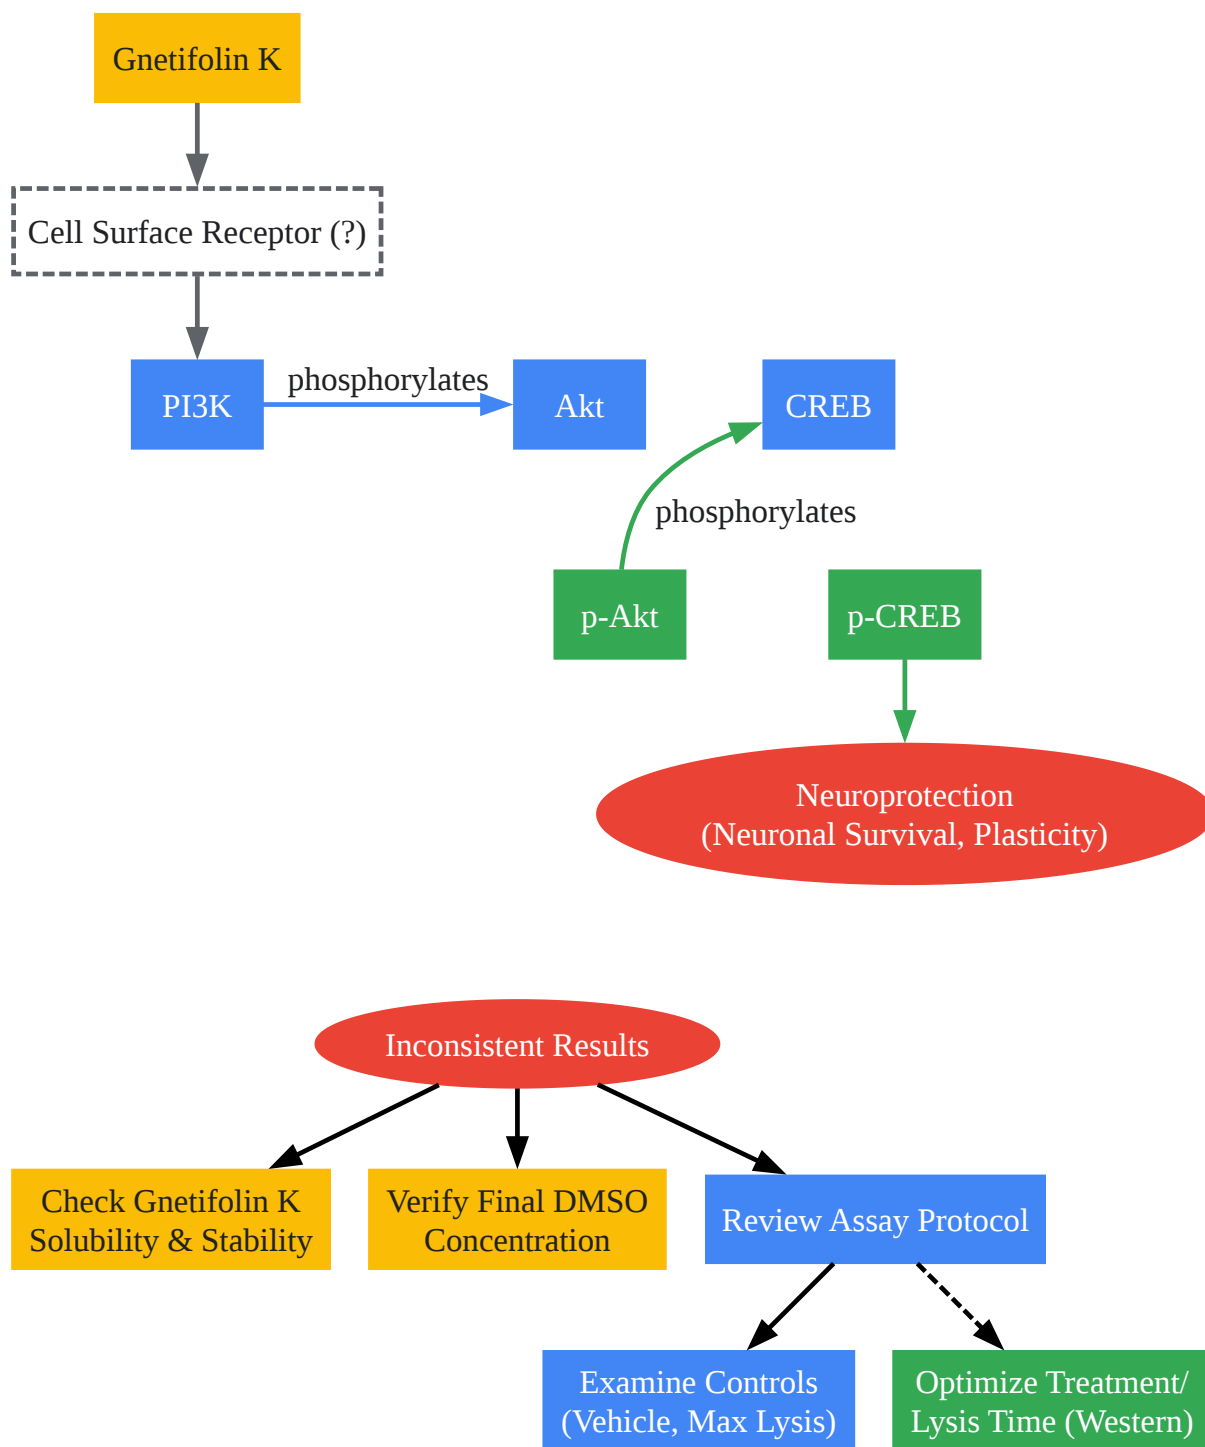 Gnetifolin K
Cell Surface Receptor (?)
PI3K
phosphorylates
Akt
CREB
phosphorylates
p-Akt
p-CREB
Neuroprotection
(Neuronal Survival, Plasticity)
Inconsistent Results
Check Gnetifolin K
Solubility & Stability
Verify Final DMSO
Concentration
Review Assay Protocol
Examine Controls
(Vehicle, Max Lysis)
Optimize Treatment/
Lysis Time (Western)